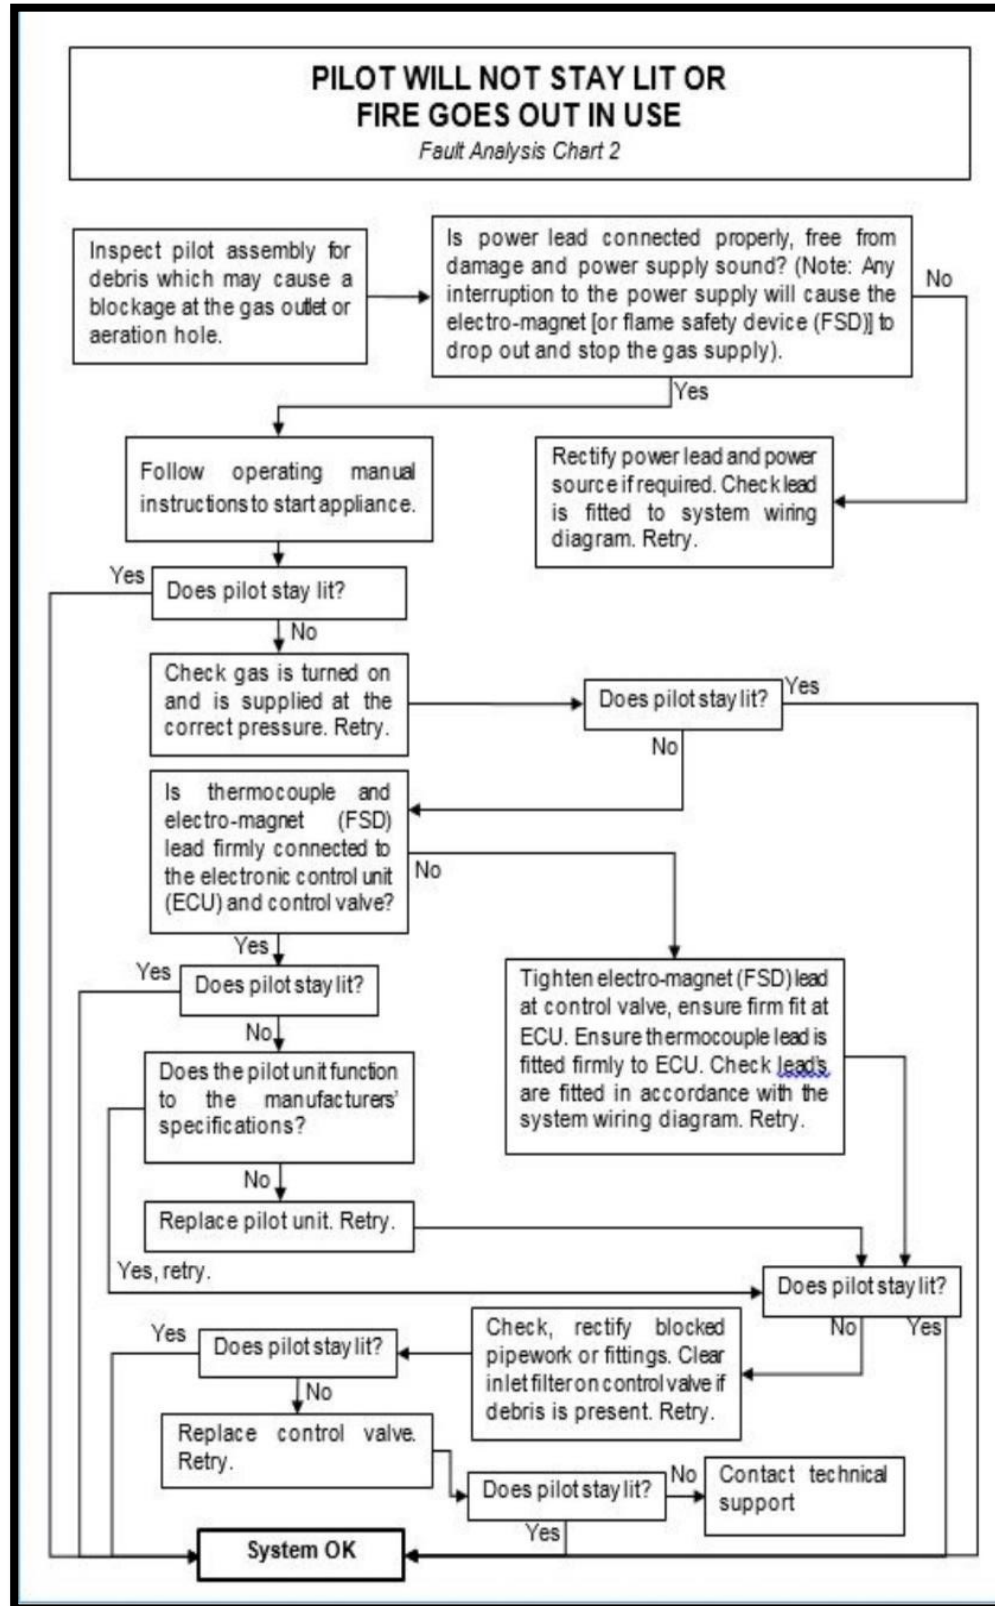 PILOT WILL NOT STAY LIT OR
FIRE GOES OUT IN USE
Fault Analysis Chart 2
Inspect pilot assembly for
debris which may cause a
blockage at the gas outlet or
aeration hole.
Is power lead connected properly, free from
damage and power supply sound? (Note: Any
interruption to the power supply will cause the
electro-magnet [or flame safety device (FSD)] to
drop out and stop the gas supply).
No
Yes
Follow operating manual
instructions to start appliance.
Rectify power lead and power
source if required. Check lead
is fitted to system wiring
diagram. Retry.
Yes
Does pilot stay lit?
No
Check gas is turned on
and is supplied at the
correct pressure. Retry.
Does pilot stay lit?
Yes
No
Is thermocouple and
electro-magnet (FSD)
lead firmly connected to
the electronic control unit
(ECU) and control valve?
No
Yes
Yes
Does pilot stay lit?
No
Tighten electro-magnet (FSD) lead
at control valve, ensure firm fit at
ECU. Ensure thermocouple lead is
fitted firmly to ECU. Check lead's
are fitted in accordance with the
system wiring diagram. Retry.
Does the pilot unit function
to the manufacturers'
specifications?
No
Replace pilot unit. Retry.
Yes, retry.
Does pilot stay lit?
No
Yes
Check, rectify blocked
pipework or fittings. Clear
inlet filter on control valve if
debris is present. Retry.
Yes
Does pilot stay lit?
No
Replace control valve.
Retry.
Does pilot stay lit?
No
Contact technical
support
Yes
System OK